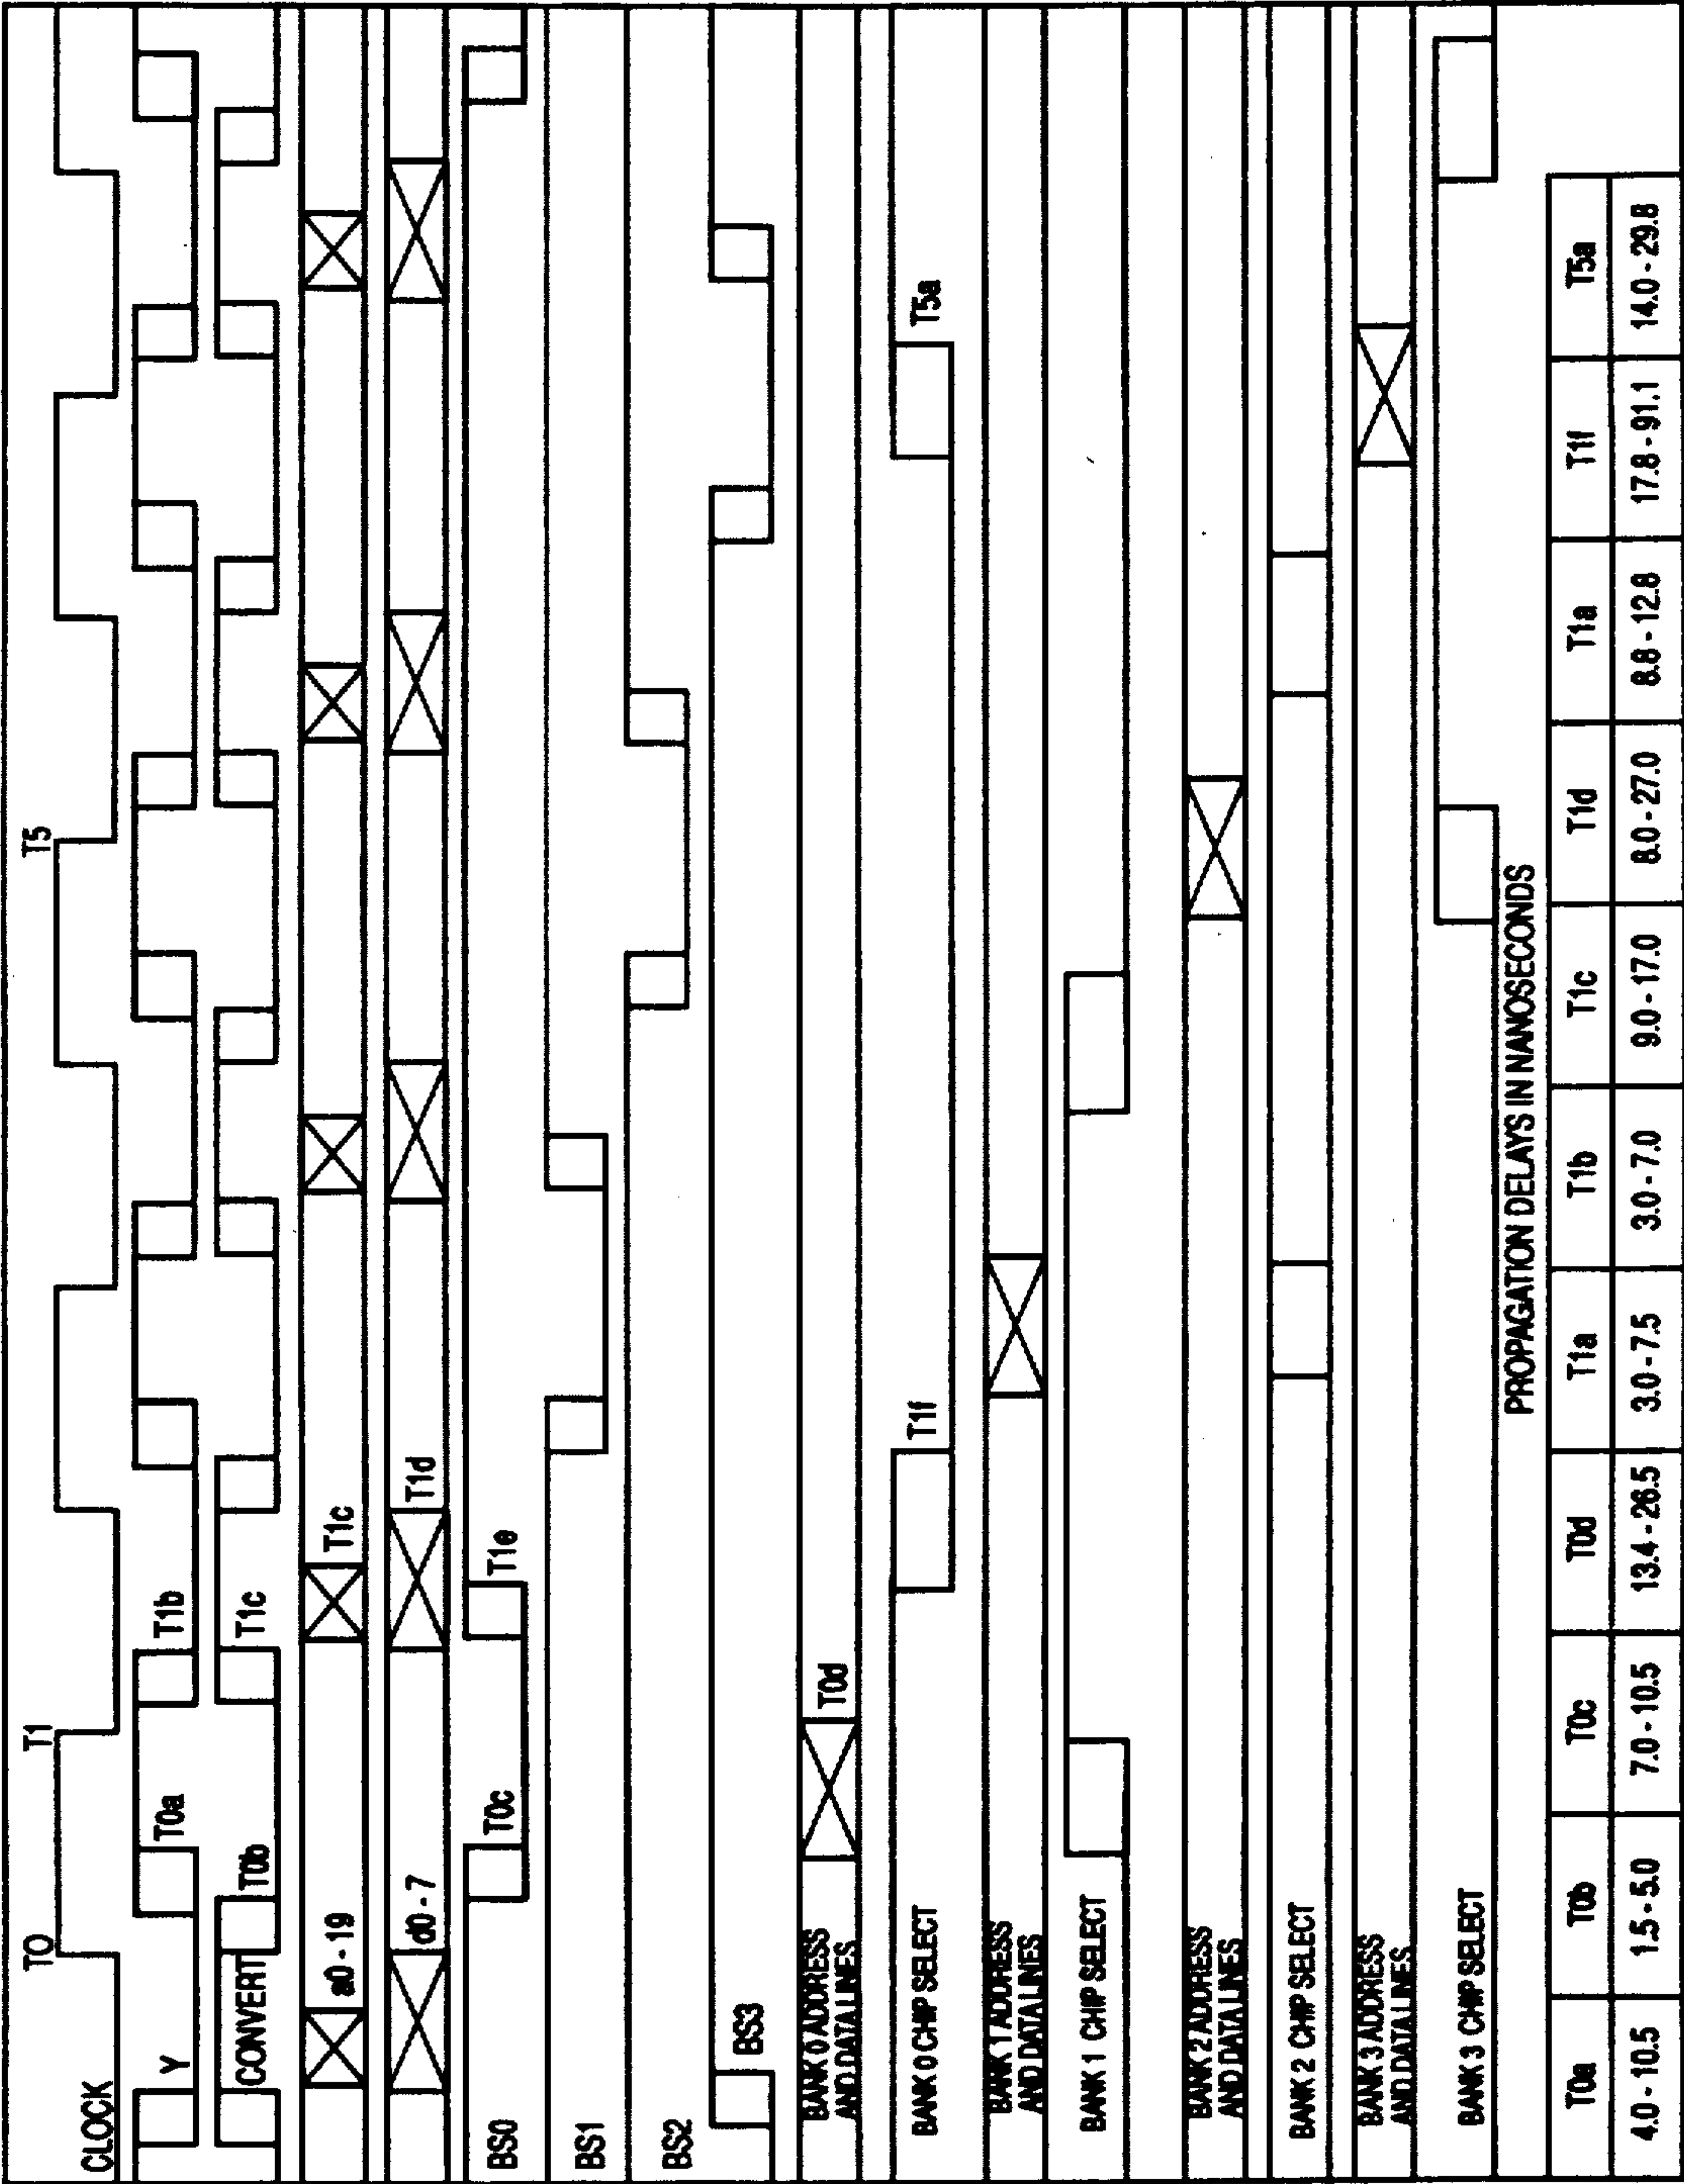 T0 T1 T5
CLOCK
Y T0a T1b
CONVERT T0b T1c
a0 - 19 T1c
d0 - 7 T1d
BS0 T0c T1e
BS1
BS2
BS3
BANK 0 ADDRESS
AND DATA LINES
T0d
BANK 0 CHIP SELECT T1f T5a
BANK 1 ADDRESS
AND DATA LINES
BANK 1 CHIP SELECT
BANK 2 ADDRESS
AND DATA LINES
BANK 2 CHIP SELECT
BANK 3 ADDRESS
AND DATA LINES
BANK 3 CHIP SELECT
PROPAGATION DELAYS IN NANOSECONDS
T0a T0b T0c T0d T1a T1b T1c T1d T1a T1f T5a
4.0 - 10.5 1.5 - 5.0 7.0 - 10.5 13.4 - 26.5 3.0 - 7.5 3.0 - 7.0 9.0 - 17.0 8.0 - 27.0 8.8 - 12.8 17.8 - 91.1 14.0 - 29.8